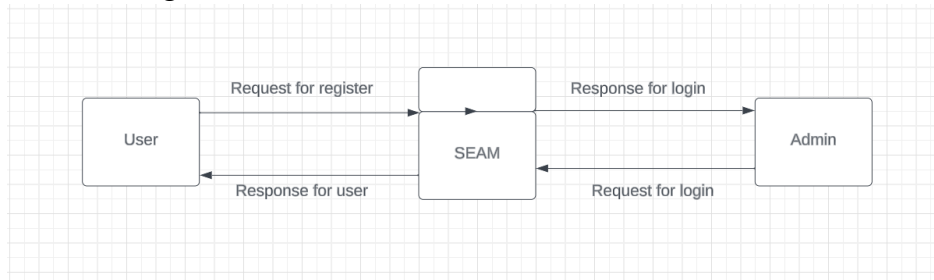 Request for register
Response for login
User
SEAM
Admin
Response for user
Request for login